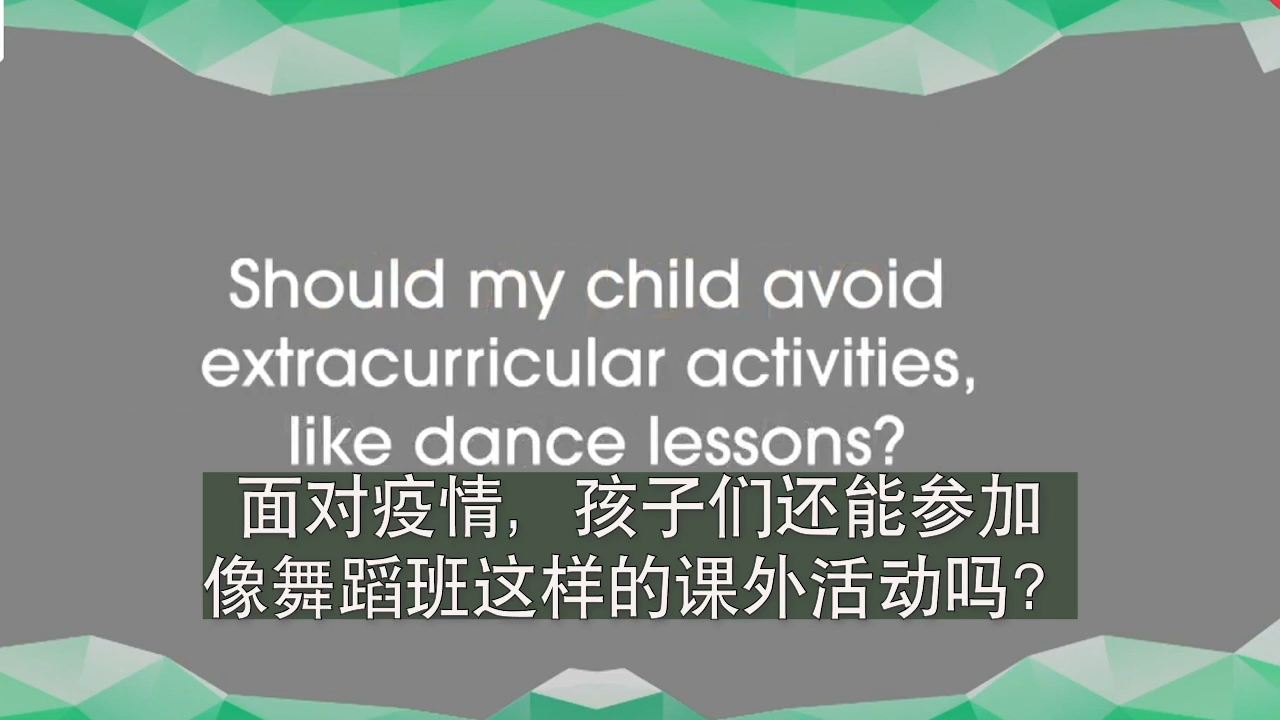 Should my child avoid
extracurricular activities,
like dance lessons?
面对疫情，孩子们还能参加
像舞蹈班这样的课外活动吗？